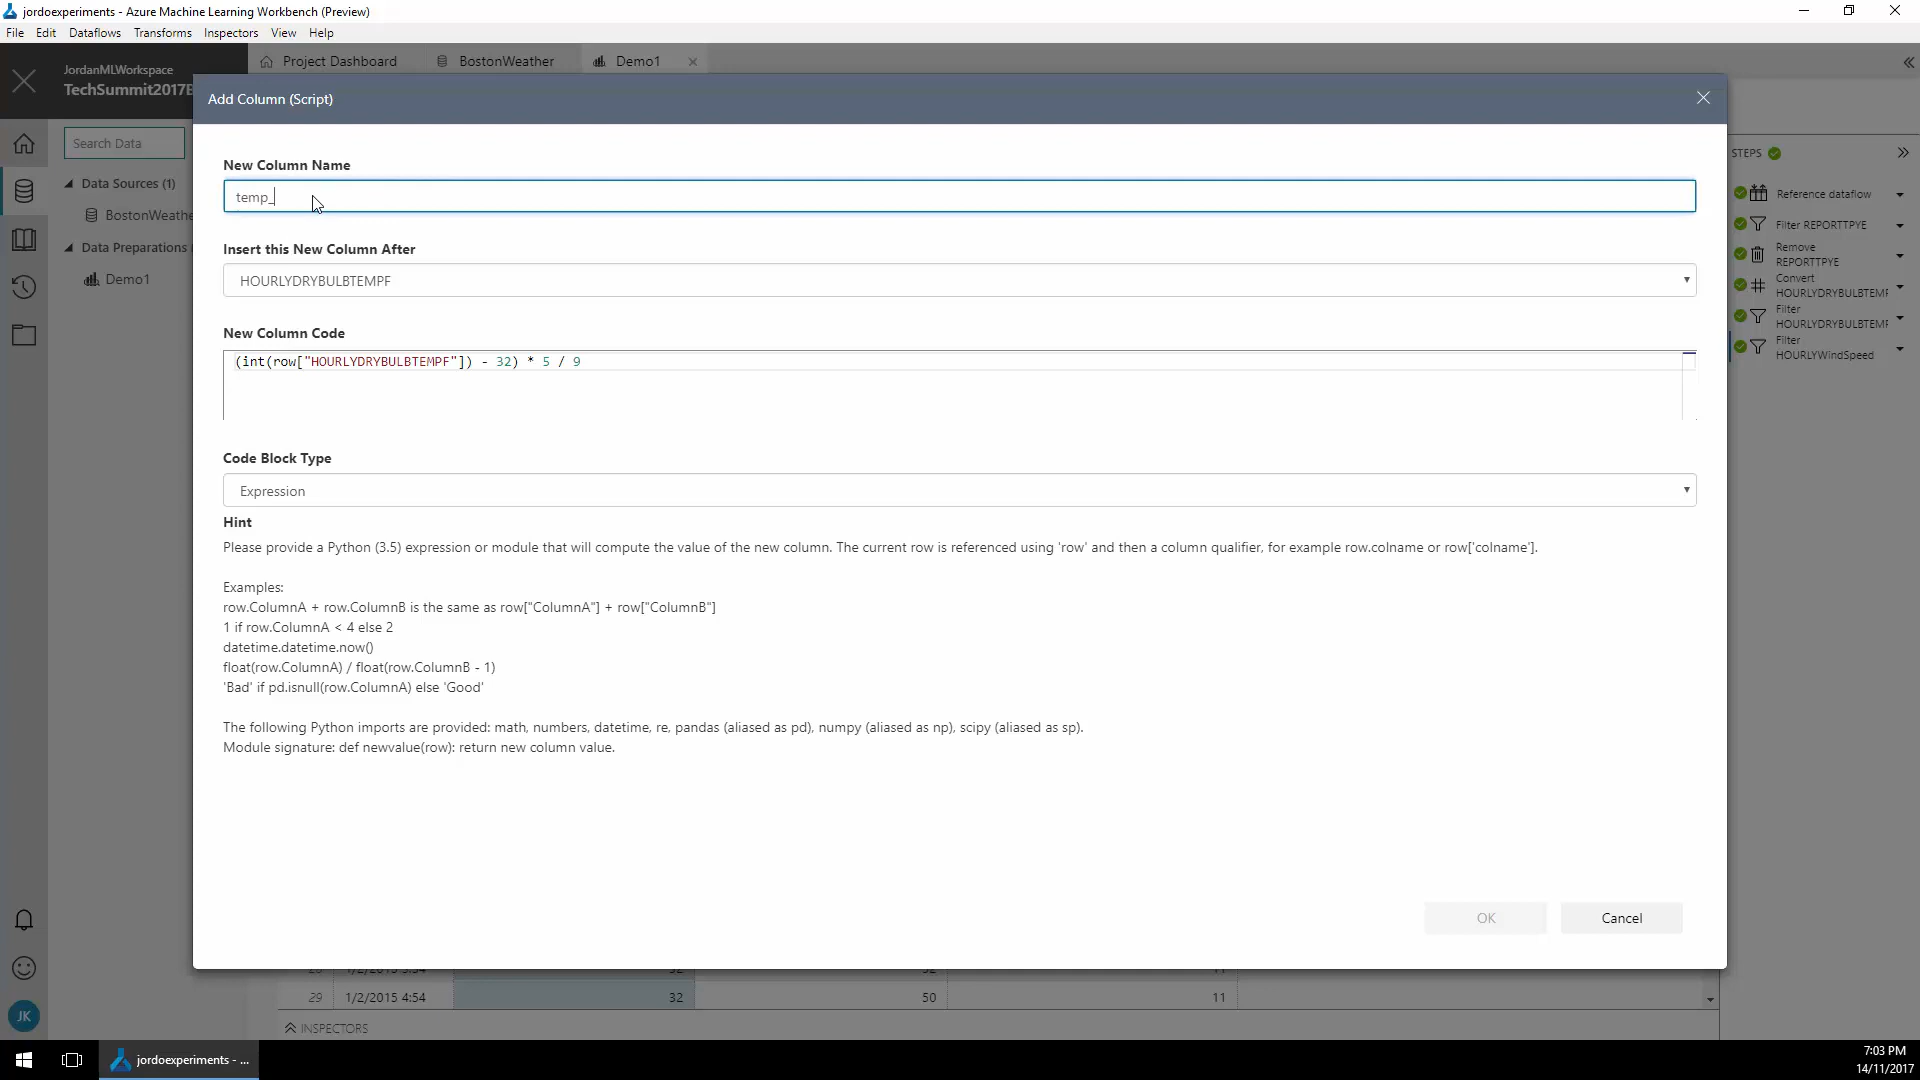 jordoexperiments - Azure Machine Learning Workbench (Preview)
File Edit Dataflows Transforms Inspectors View Help
JordanMLWorkspace
TechSummit2017B
Project Dashboard
BostonWeather
Demo1
Search Data
Data Sources (1)
BostonWeathe
Data Preparations
Demo1
Add Column (Script)
New Column Name
temp_
Insert this New Column After
HOURLYDRYBULBTEMPF
New Column Code
(int(row["HOURLYDRYBULBTEMPF"]) - 32) * 5 / 9
Code Block Type
Expression
Hint
Please provide a Python (3.5) expression or module that will compute the value of the new column. The current row is referenced using 'row' and then a column qualifier, for example row.colname or row['colname'].
Examples:
row.ColumnA + row.ColumnB is the same as row["ColumnA"] + row["ColumnB"]
1 if row.ColumnA < 4 else 2
datetime.datetime.now()
float(row.ColumnA) / float(row.ColumnB - 1)
'Bad' if pd.isnull(row.ColumnA) else 'Good'
The following Python imports are provided: math, numbers, datetime, re, pandas (aliased as pd), numpy (aliased as np), scipy (aliased as sp).
Module signature: def newvalue(row): return new column value.
OK
Cancel
STEPS
Reference dataflow
Filter REPORTTPYE
Remove
REPORTTPYE
Convert
HOURLYDRYBULBTEMF
Filter
HOURLYDRYBULBTEMF
Filter
HOURLYWindSpeed
29 1/2/2015 4:54 32 50 11
INSPECTORS
JK
jordoexperiments - ...
7:03 PM
14/11/2017